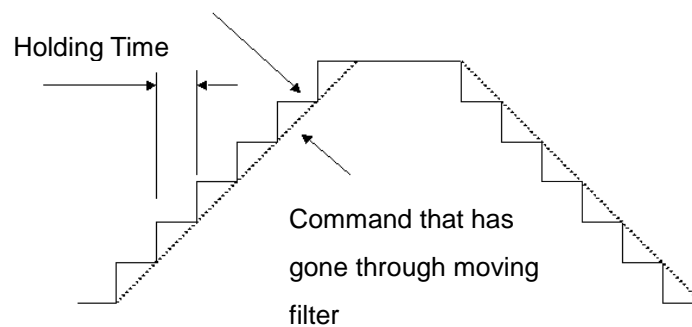 Holding Time
Command that has
gone through moving
filter